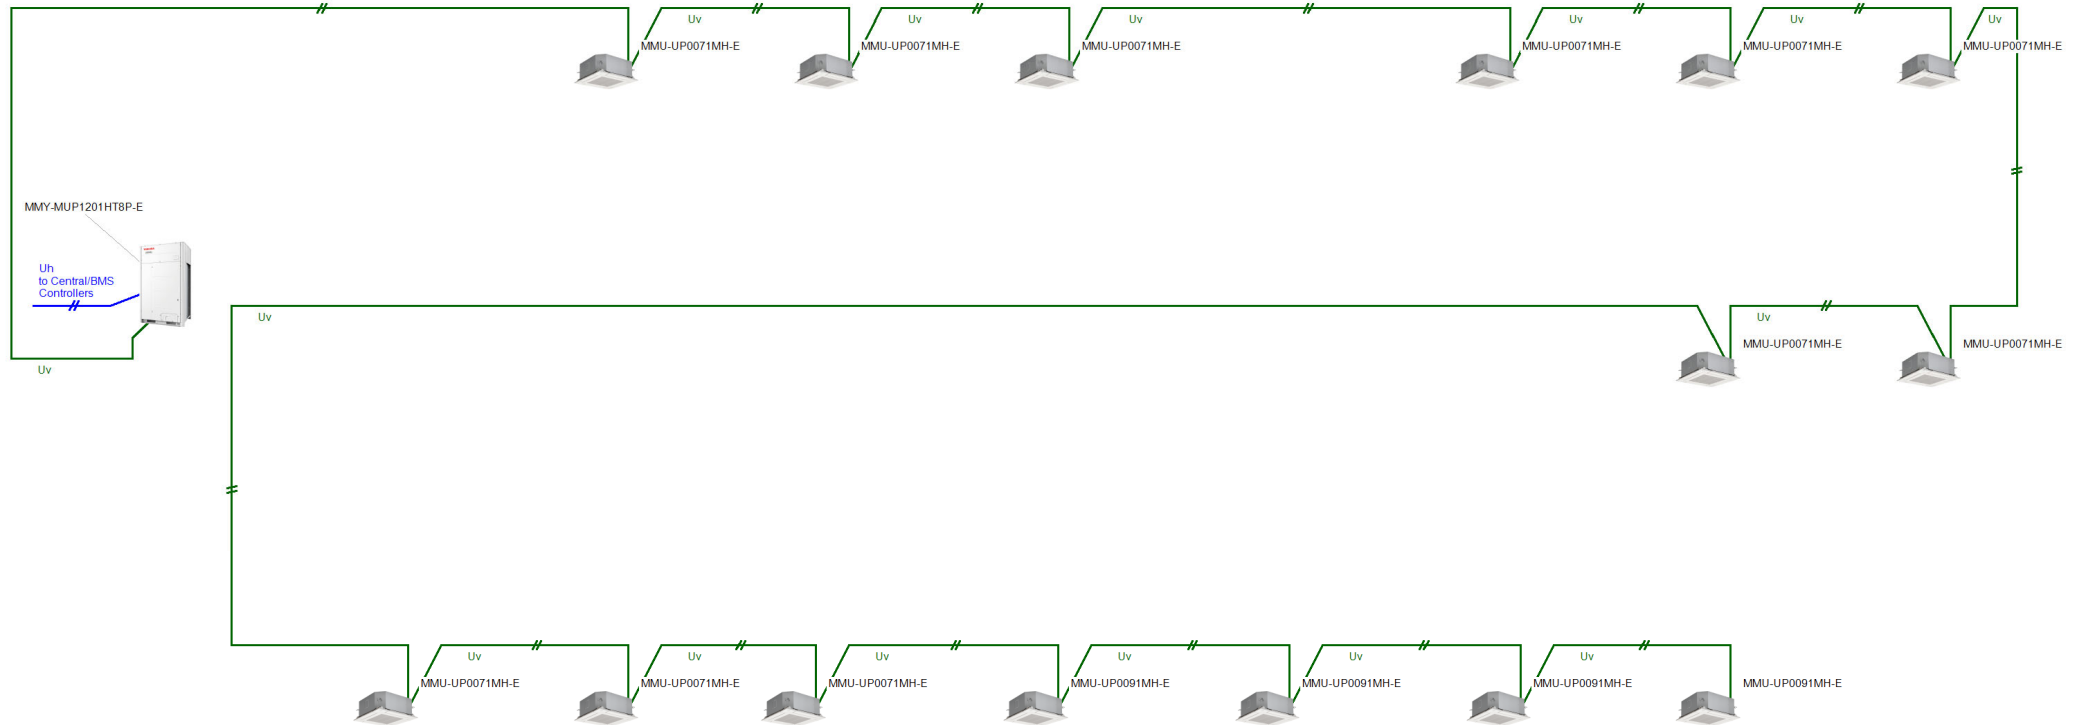 Uv Uv Uv Uv Uv Uv
MMU-UP0071MH-E MMU-UP0071MH-E MMU-UP0071MH-E MMU-UP0071MH-E MMU-UP0071MH-E MMU-UP0071MH-E
MMY-MUP1201HT8P-E
Uh
to Central/BMS
Controllers
Uv Uv
MMU-UP0071MH-E MMU-UP0071MH-E
Uv
Uv Uv Uv Uv Uv Uv
MMU-UP0071MH-E MMU-UP0071MH-E MMU-UP0071MH-E MMU-UP0091MH-E MMU-UP0091MH-E MMU-UP0091MH-E MMU-UP0091MH-E